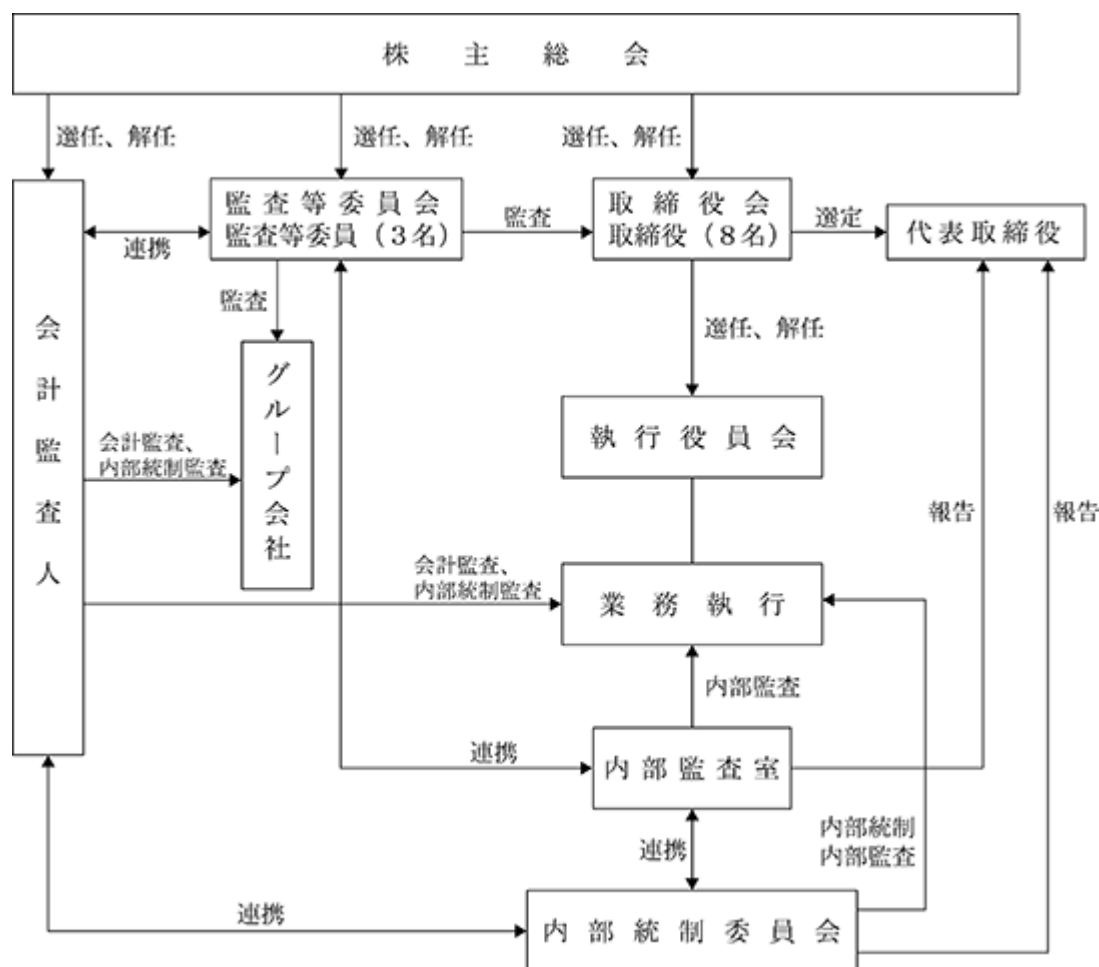 株主総会
選任、解任
選任、解任
選任、解任
監査等委員会
監査等委員（3名）
監査
取締役会
取締役（8名）
選定
代表取締役
連携
監査
選任、解任
会計監査人
グループ会社
執行役員会
会計監査、
内部統制監査
報告
報告
会計監査、
内部統制監査
業務執行
内部監査
連携
内部監査室
連携
内部統制
内部監査
連携
内部統制委員会